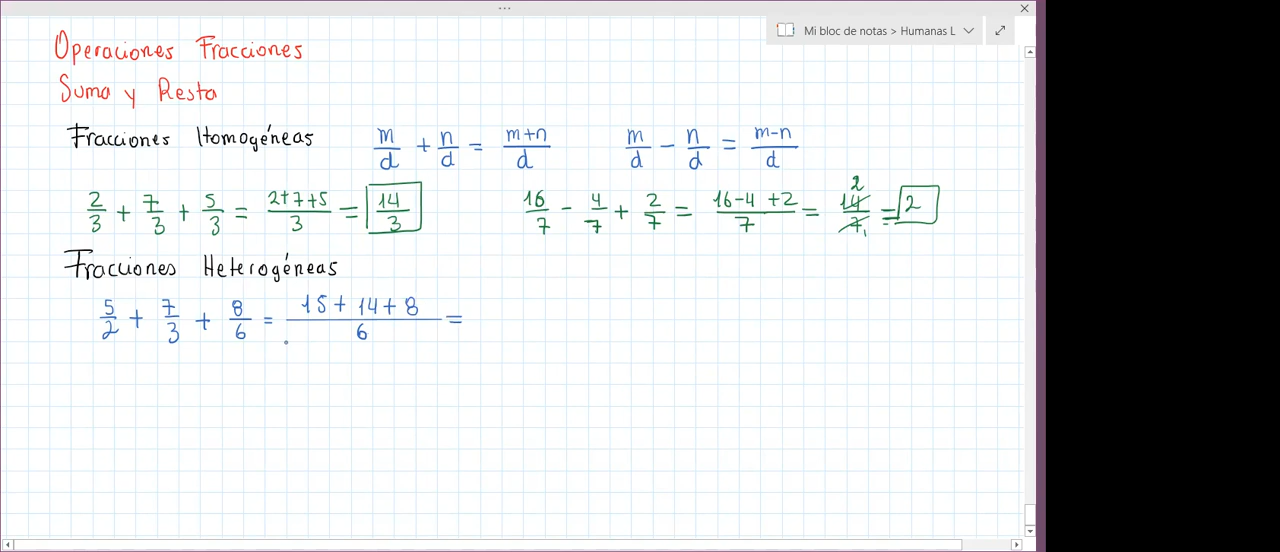 Mi bloc de notas > Humanas L
Operaciones Fracciones
Suma y Resta
Fracciones Homogéneas m/d + n/d = m+n/d m/d - n/d = m-n/d
2/3 + 7/3 + 5/3 = 2+7+5/3 = 14/3 16/7 - 4/7 + 2/7 = 16-4+2/7 = 2 14/7 1 = 2
Fracciones Heterogéneas
5/2 + 7/3 + 8/6 = 15+14+8/6 =